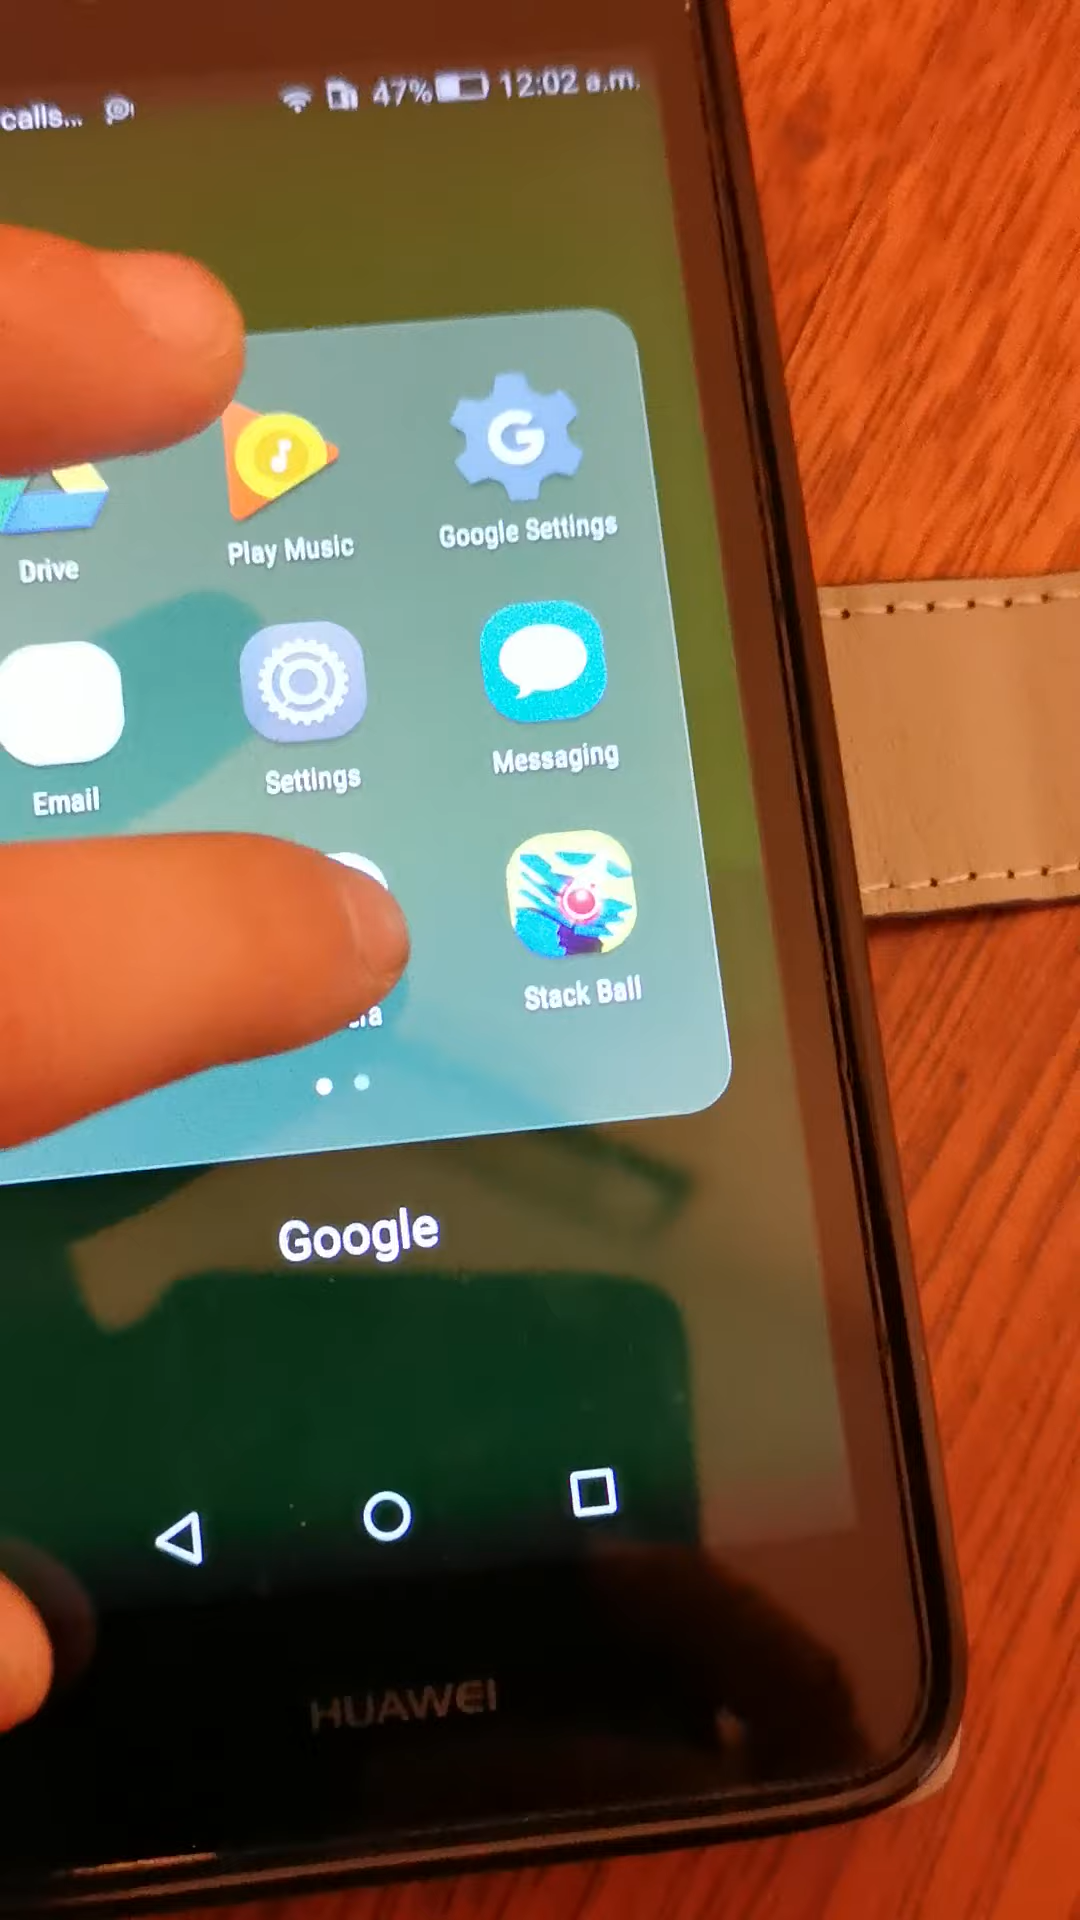 calls... 47% 12:02 a.m.
G
Drive Play Music Google Settings
Email Settings Messaging
Stack Ball
Google
HUAWEI